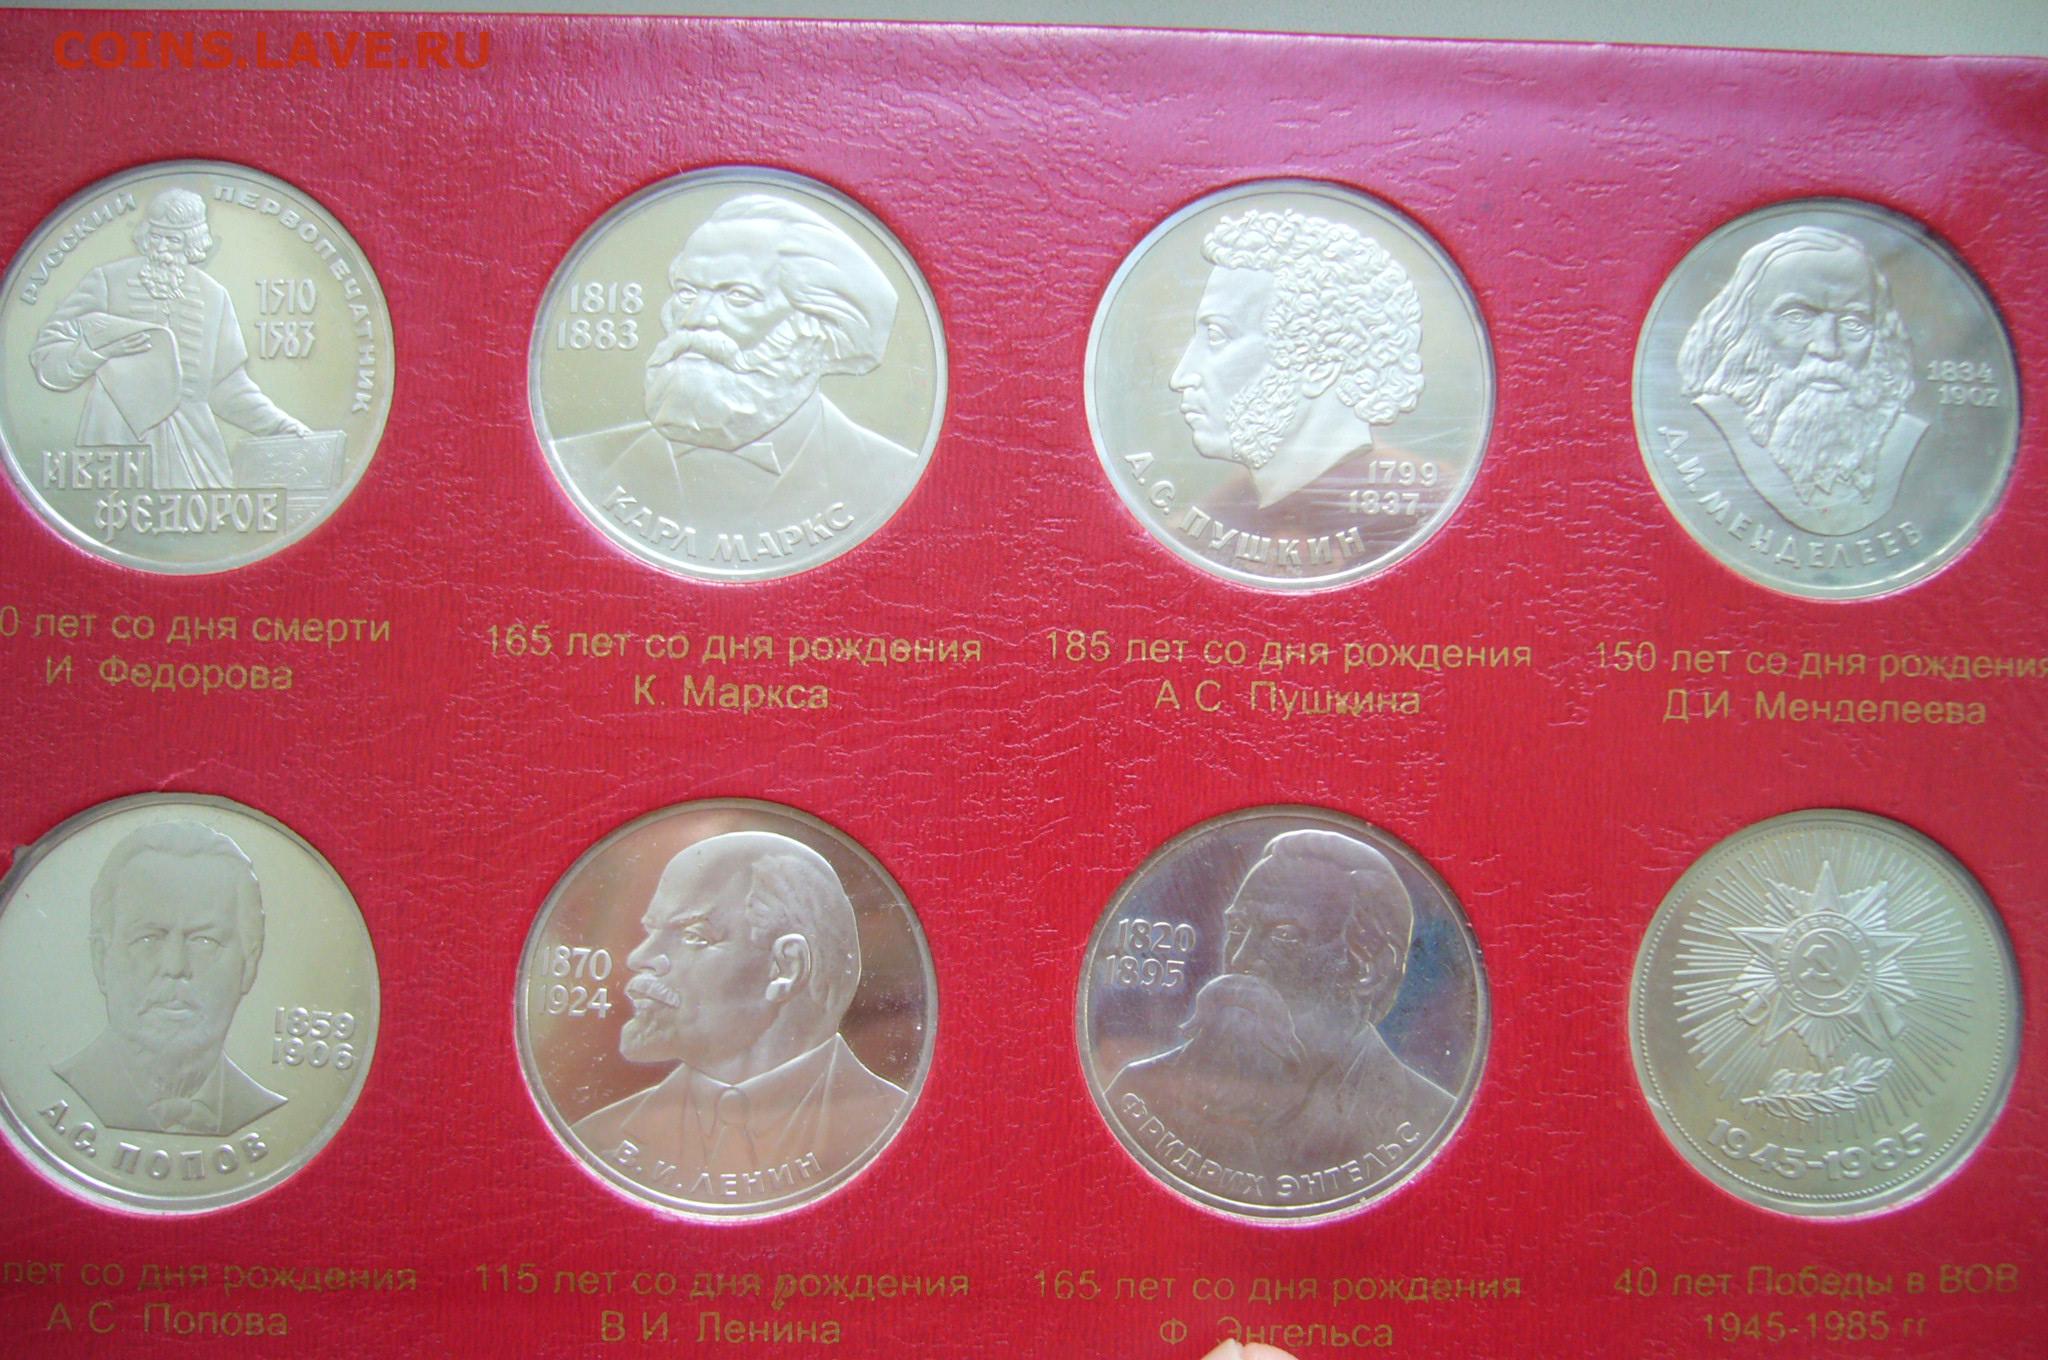 COINS.LAVE.RU
РУССКИЙ ПЕРВОПЕЧАТНИК
1510
1583
ИВАН
ФЕДОРОВ
1818
1883
КАРЛ МАРКС
А.С. ПУШКИН
1799
1837
1834
1907
Д.И. МЕНДЕЛЕЕВ
0 лет со дня смерти
И Федорова
165 лет со дня рождения
К. Маркса
185 лет со дня рождения
А С Пушкина
150 лет со дня рождения
Д.И Менделеева
1859
1906
А.С. ПОПОВ
1870
1924
В.И. ЛЕНИН
1820
1895
ФРИДРИХ ЭНГЕЛЬС
1945-1985
лет со дня рождения
А С Попова
115 лет со дня рождения
В И Ленина
165 лет со дня рождения
Ф Энгельса
40 лет Победы в ВОВ
1945-1985 гг